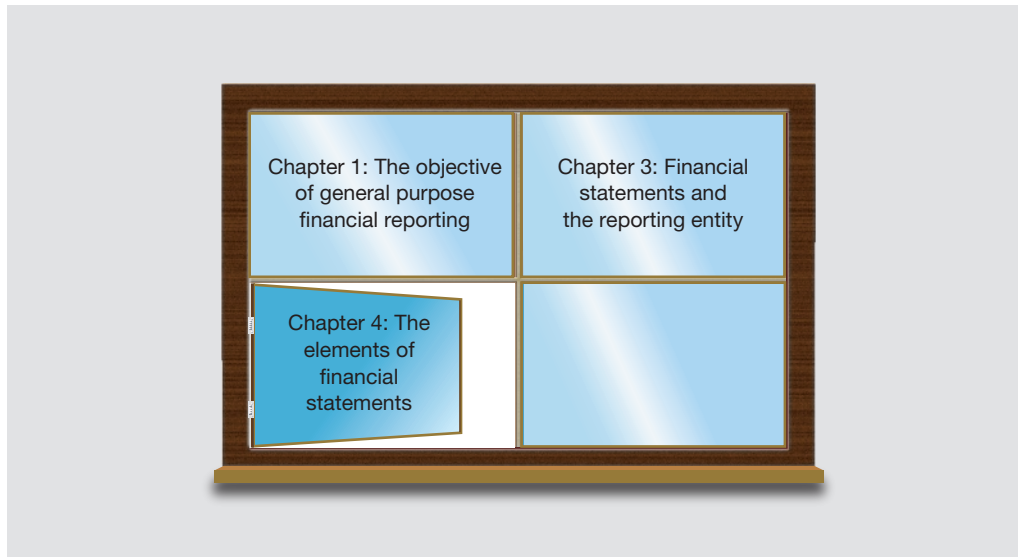 Chapter 1: The objective
of general purpose
financial reporting
Chapter 3: Financial
statements and
the reporting entity
Chapter 4: The
elements of
financial
statements